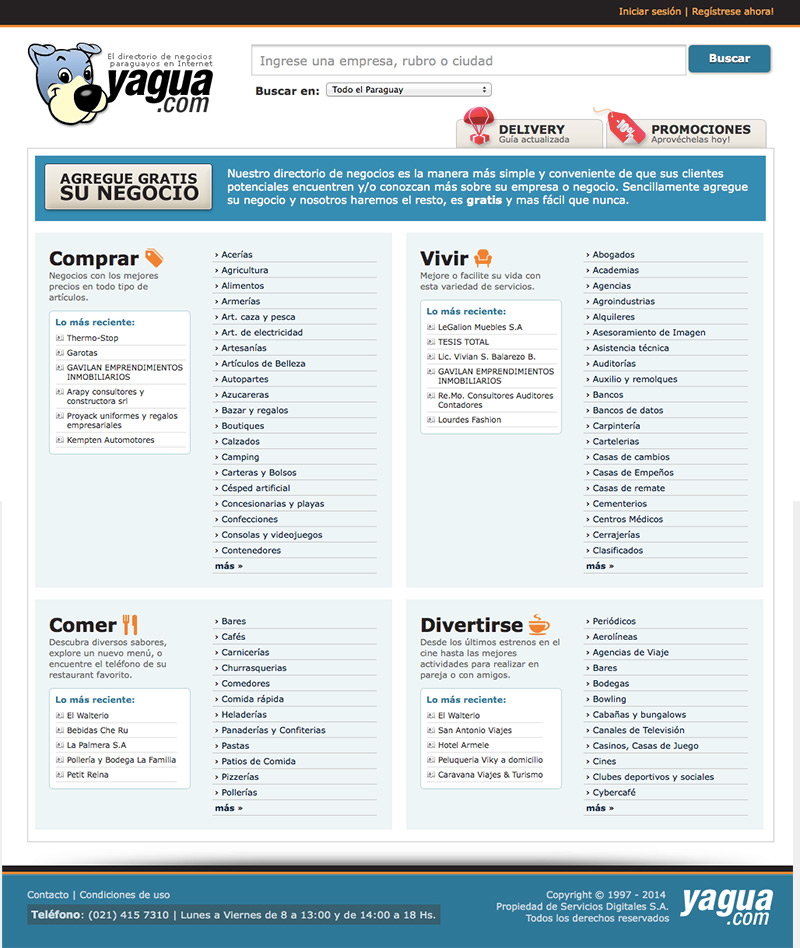 Iniciar sesión | Regístrese ahora!
El directorio de negocios
paraguayos en Internet
yagua
.com
Ingrese una empresa, rubro o ciudad
Buscar
Buscar en: Todo el Paraguay
DELIVERY
Guía actualizada
-10%
PROMOCIONES
Aprovéchelas hoy!
AGREGUE GRATIS
SU NEGOCIO
Nuestro directorio de negocios es la manera más simple y conveniente de que sus clientes
potenciales encuentren y/o conozcan más sobre su empresa o negocio. Sencillamente agregue
su negocio y nosotros haremos el resto, es gratis y mas fácil que nunca.
Comprar
Negocios con los mejores
precios en todo tipo de
artículos.
Lo más reciente:
Thermo-Stop
Garotas
GAVILAN EMPRENDIMIENTOS
INMOBILIARIOS
Arapy consultores y
constructora srl
Proyack uniformes y regalos
empresariales
Kempten Automotores
› Acerías
› Agricultura
› Alimentos
› Armerías
› Art. caza y pesca
› Art. de electricidad
› Artesanías
› Artículos de Belleza
› Autopartes
› Azucareras
› Bazar y regalos
› Boutiques
› Calzados
› Camping
› Carteras y Bolsos
› Césped artificial
› Concesionarias y playas
› Confecciones
› Consolas y videojuegos
› Contenedores
más »
Vivir
Mejore o facilite su vida con
esta variedad de servicios.
Lo más reciente:
LeGalion Muebles S.A
TESIS TOTAL
Lic. Vivian S. Balarezo B.
GAVILAN EMPRENDIMIENTOS
INMOBILIARIOS
Re.Mo. Consultores Auditores
Contadores
Lourdes Fashion
› Abogados
› Academias
› Agencias
› Agroindustrias
› Alquileres
› Asesoramiento de Imagen
› Asistencia técnica
› Auditorías
› Auxilio y remolques
› Bancos
› Bancos de datos
› Carpintería
› Cartelerias
› Casas de cambios
› Casas de Empeños
› Casas de remate
› Cementerios
› Centros Médicos
› Cerrajerías
› Clasificados
más »
Comer
Descubra diversos sabores,
explore un nuevo menú, o
encuentre el teléfono de su
restaurant favorito.
Lo más reciente:
El Walterio
Bebidas Che Ru
La Palmera S.A
Pollería y Bodega La Familia
Petit Reina
› Bares
› Cafés
› Carnicerías
› Churrasquerias
› Comedores
› Comida rápida
› Heladerías
› Panaderías y Confiterias
› Pastas
› Patios de Comida
› Pizzerías
› Pollerías
más »
Divertirse
Desde los últimos estrenos en el
cine hasta las mejores
actividades para realizar en
pareja o con amigos.
Lo más reciente:
El Walterio
San Antonio Viajes
Hotel Armele
Peluqueria Viky a domicillo
Caravana Viajes & Turismo
› Periódicos
› Aerolíneas
› Agencias de Viaje
› Bares
› Bodegas
› Bowling
› Cabañas y bungalows
› Canales de Televisión
› Casinos, Casas de Juego
› Cines
› Clubes deportivos y sociales
› Cybercafé
más »
Contacto | Condiciones de uso
Teléfono: (021) 415 7310 | Lunes a Viernes de 8 a 13:00 y de 14:00 a 18 Hs.
Copyright © 1997 - 2014
Propiedad de Servicios Digitales S.A.
Todos los derechos reservados
yagua
.com